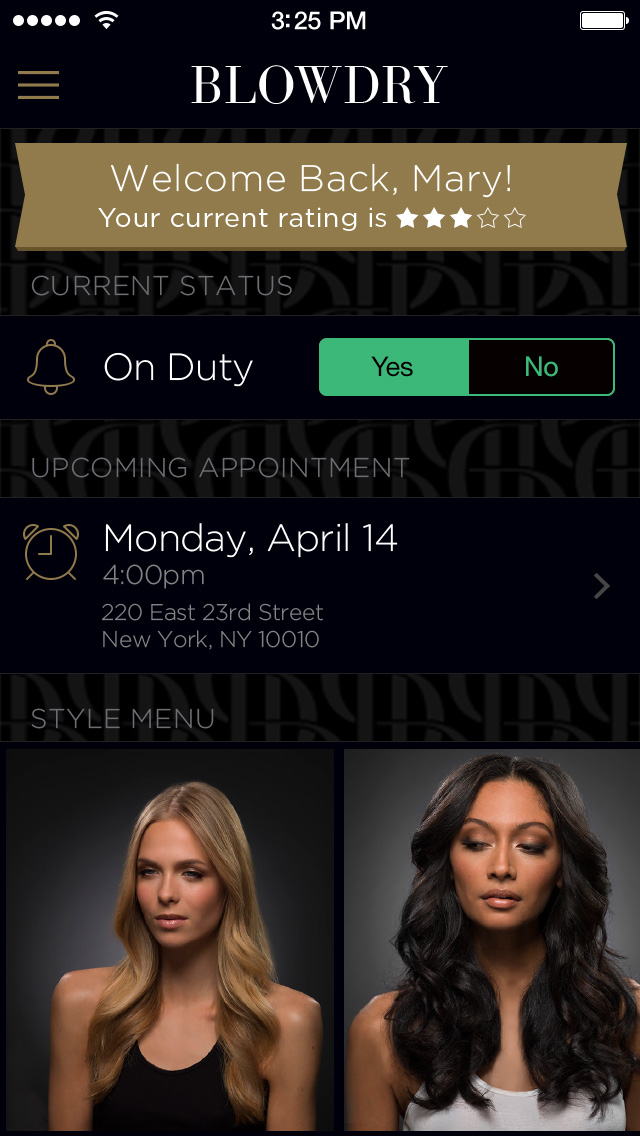 3:25 PM
BLOWDRY
Welcome Back, Mary!
Your current rating is
CURRENT STATUS
On Duty
Yes
No
UPCOMING APPOINTMENT
Monday, April 14
4:00pm
220 East 23rd Street
New York, NY 10010
STYLE MENU